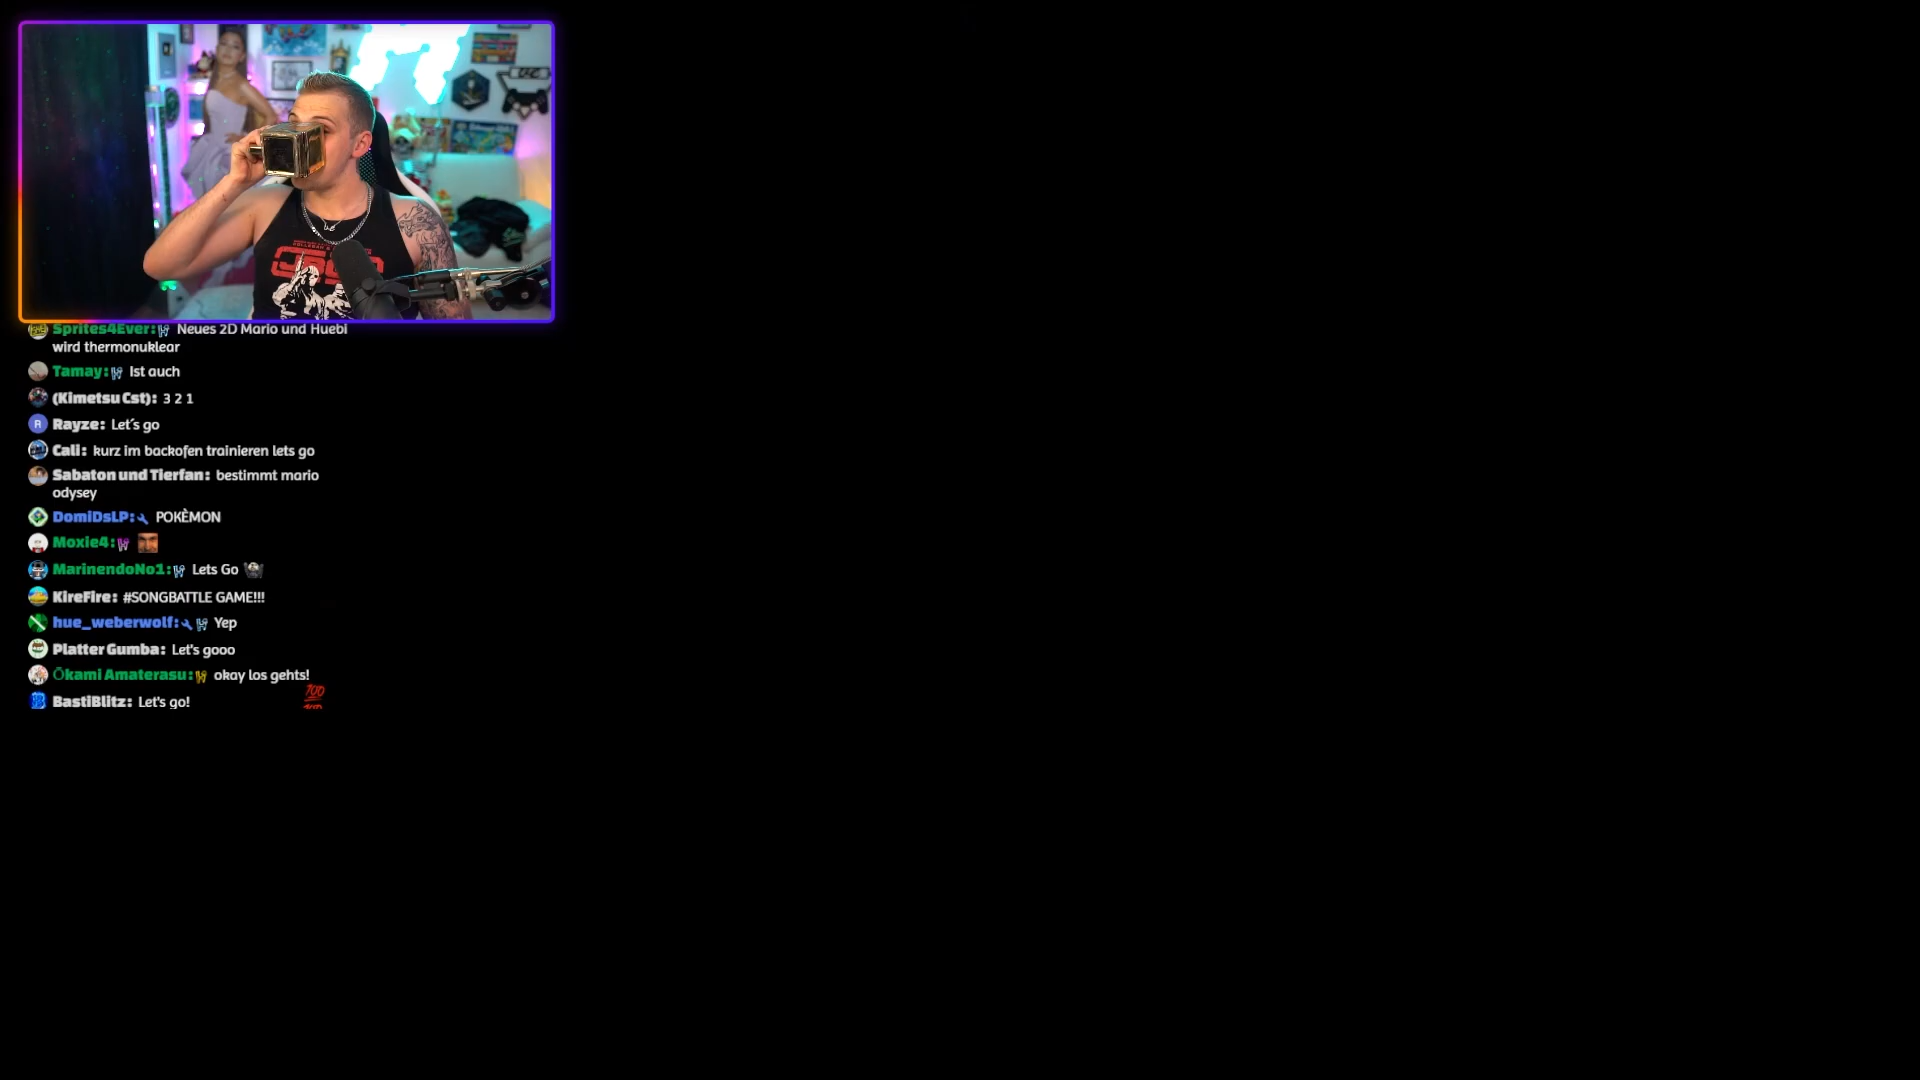 Sprites4Ever: Neues 2D Mario und Huebi
wird thermonuklear
Tamay: Ist auch
(Kimetsu Cst): 3 2 1
R Rayze: Let´s go
Cali: kurz im backofen trainieren lets go
Sabaton und Tierfan: bestimmt mario
odysey
DomiDsLP: POKÈMON
Moxie4:
MarinendoNo1: Lets Go
KireFire: #SONGBATTLE GAME!!!
hue_weberwolf: Yep
Platter Gumba: Let's gooo
Ōkami Amaterasu: okay los gehts!
BastiBlitz: Let's go!
100